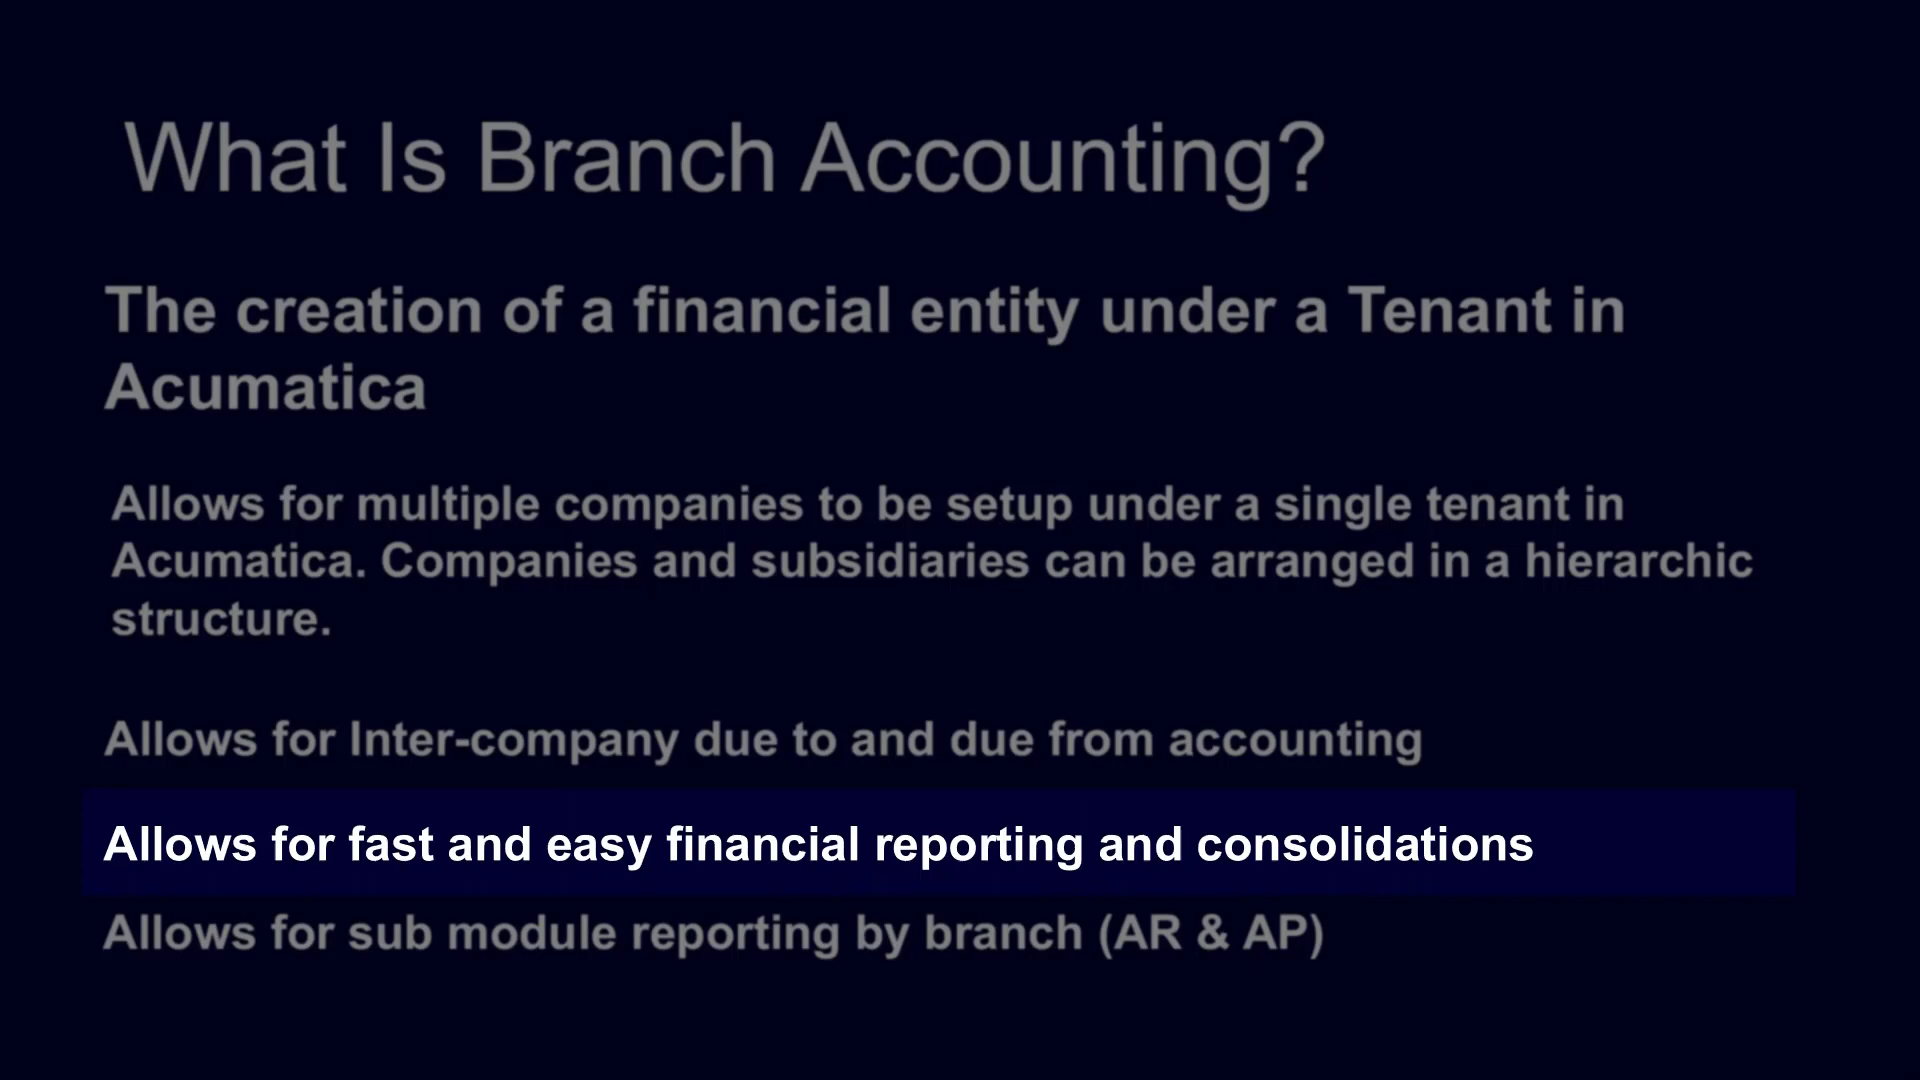 What Is Branch Accounting?
The creation of a financial entity under a Tenant in
Acumatica
Allows for multiple companies to be setup under a single tenant in
Acumatica. Companies and subsidiaries can be arranged in a hierarchic
structure.
Allows for Inter-company due to and due from accounting
Allows for fast and easy financial reporting and consolidations
Allows for sub module reporting by branch (AR & AP)